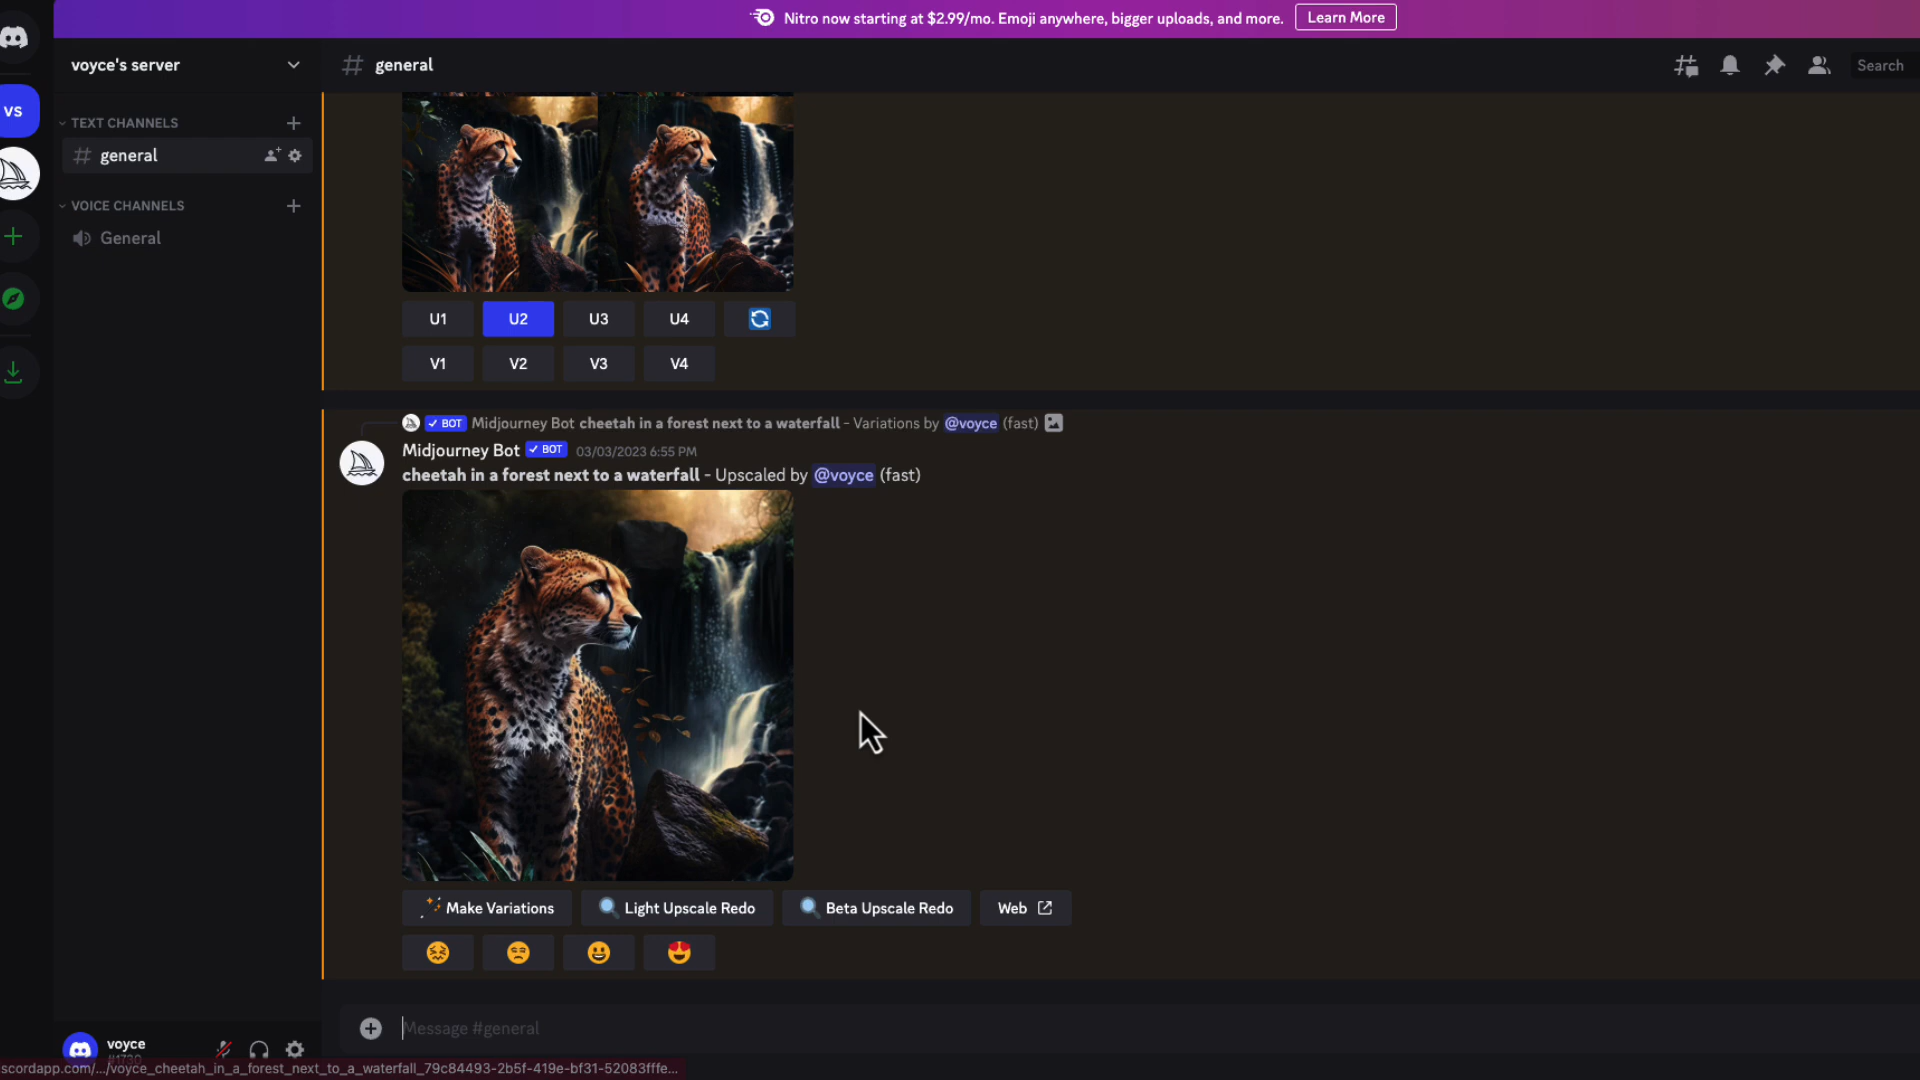 Nitro now starting at $2.99/mo. Emoji anywhere, bigger uploads, and more. Learn More
voyce's server
general
Search
VS
TEXT CHANNELS
general
VOICE CHANNELS
General
U1 U2 U3 U4
V1 V2 V3 V4
BOT Midjourney Bot cheetah in a forest next to a waterfall - Variations by @voyce (fast)
Midjourney Bot BOT 03/03/2023 6:55 PM
cheetah in a forest next to a waterfall - Upscaled by @voyce (fast)
Make Variations Light Upscale Redo Beta Upscale Redo Web
Message #general
voyce
#1730
scordapp.com/.../voyce_cheetah_in_a_forest_next_to_a_waterfall_79c84493-2b5f-419e-bf31-52083fffe...